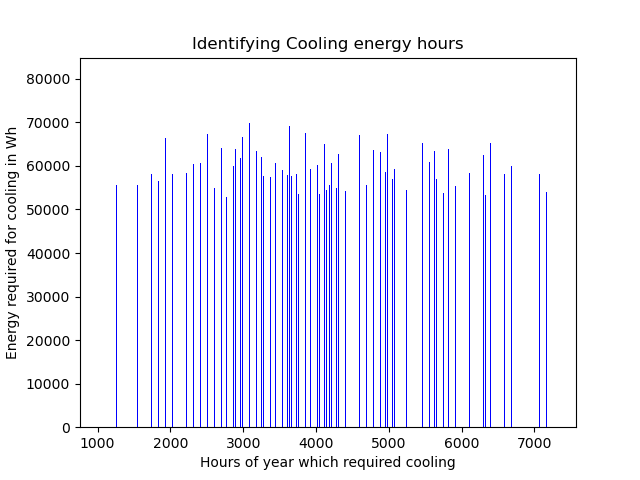 Identifying Cooling energy hours
80000
70000
60000
50000
40000
30000
20000
10000
0
Energy required for cooling in Wh
1000 2000 3000 4000 5000 6000 7000
Hours of year which required cooling